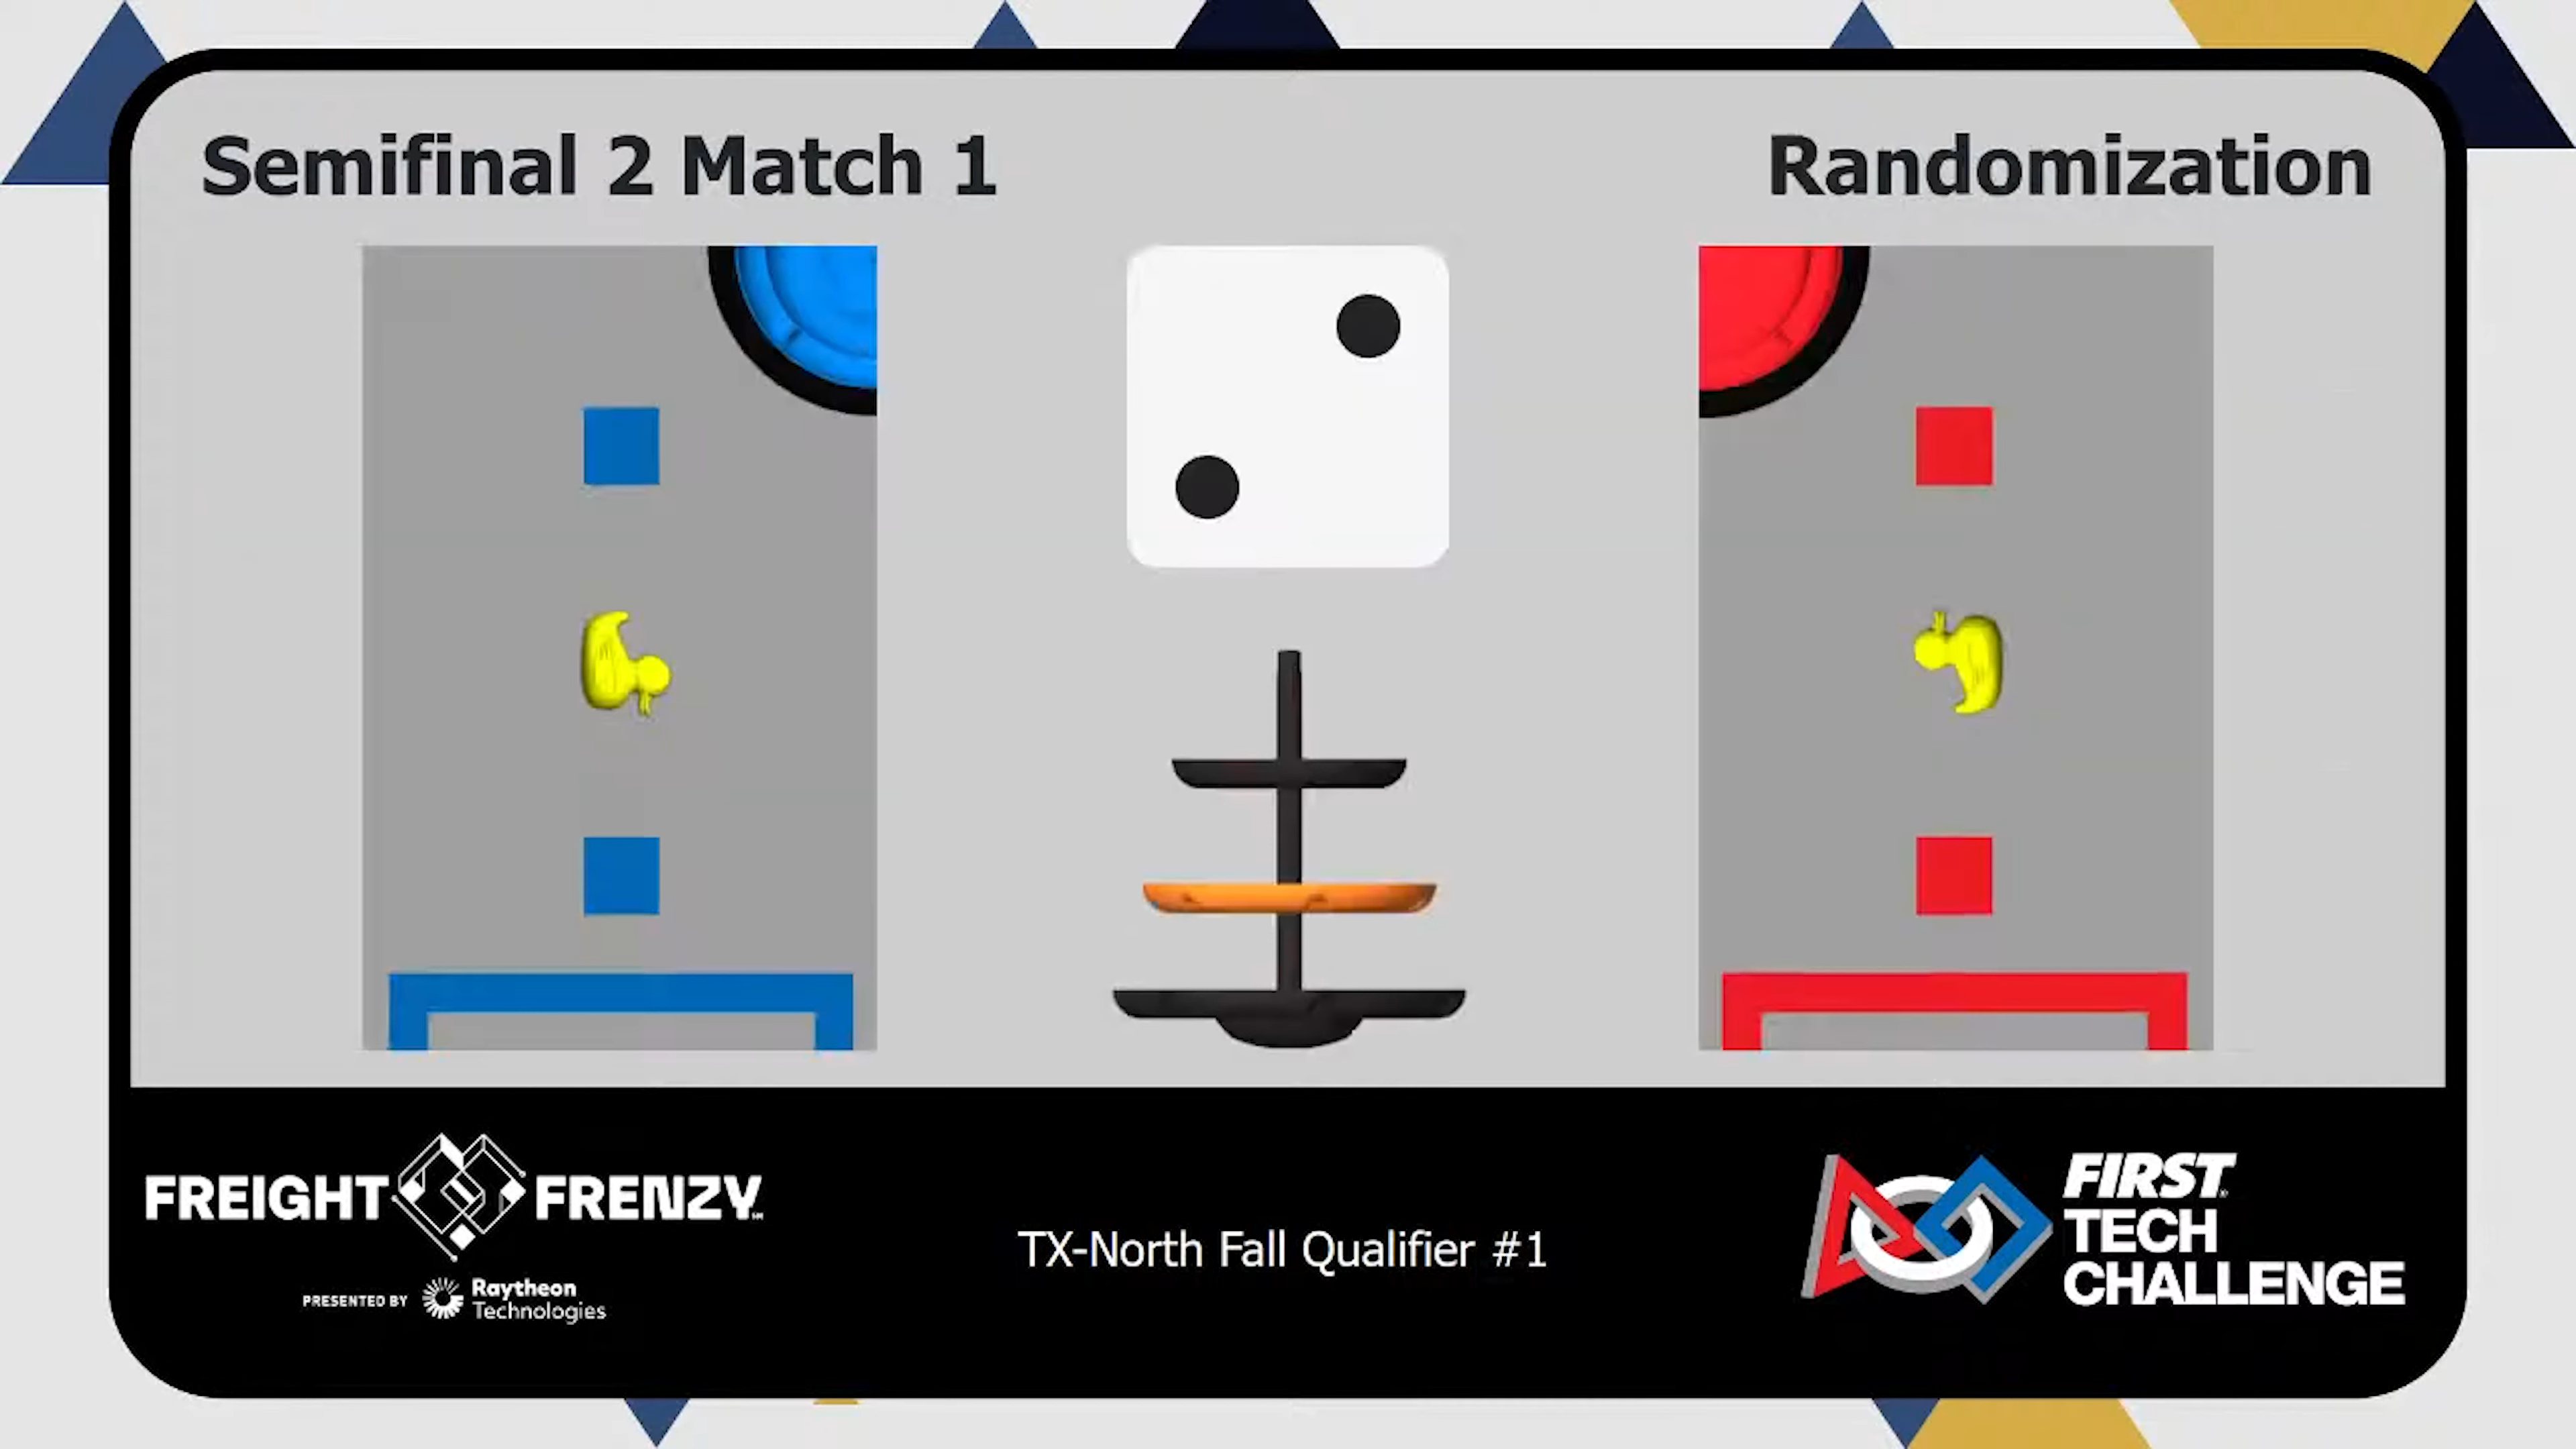 Semifinal 2 Match 1
Randomization
FREIGHT FRENZY
PRESENTED BY Raytheon Technologies
TX-North Fall Qualifier #1
FIRST
TECH
CHALLENGE